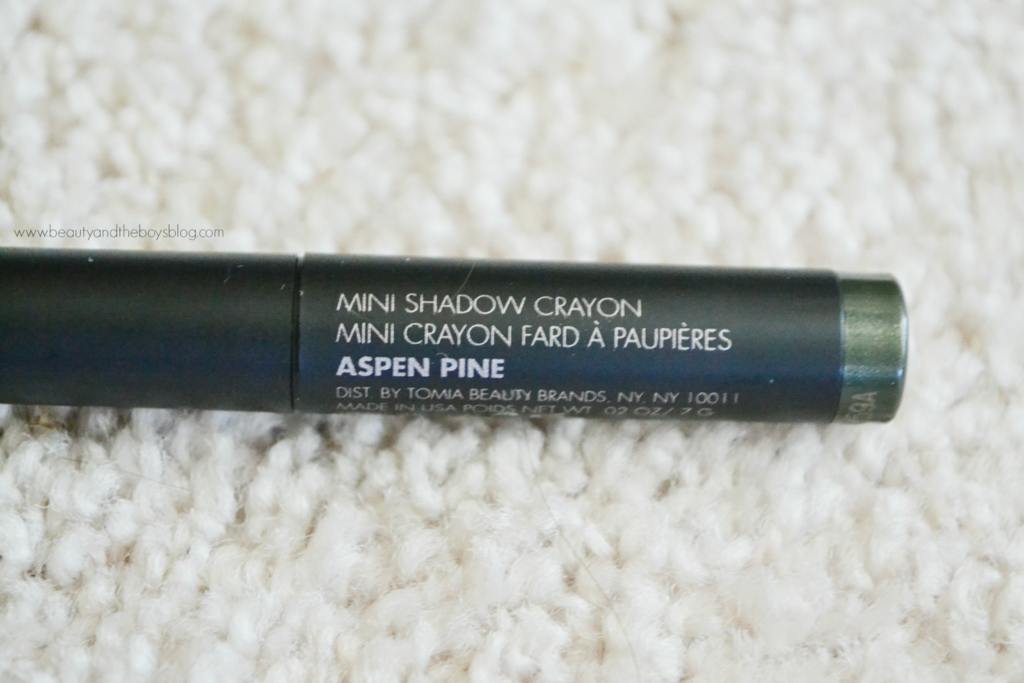 www.beautyandtheboysblog.com
MINI SHADOW CRAYON
MINI CRAYON FARD À PAUPIÈRES
ASPEN PINE
DIST. BY TOMIA BEAUTY BRANDS, NY, NY 10011
MADE IN USA POIDS NET WT. .02 OZ/.7 G